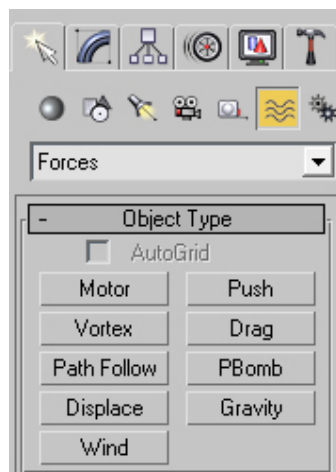 Forces
- Object Type
AutoGrid
Motor Push
Vortex Drag
Path Follow PBomb
Displace Gravity
Wind